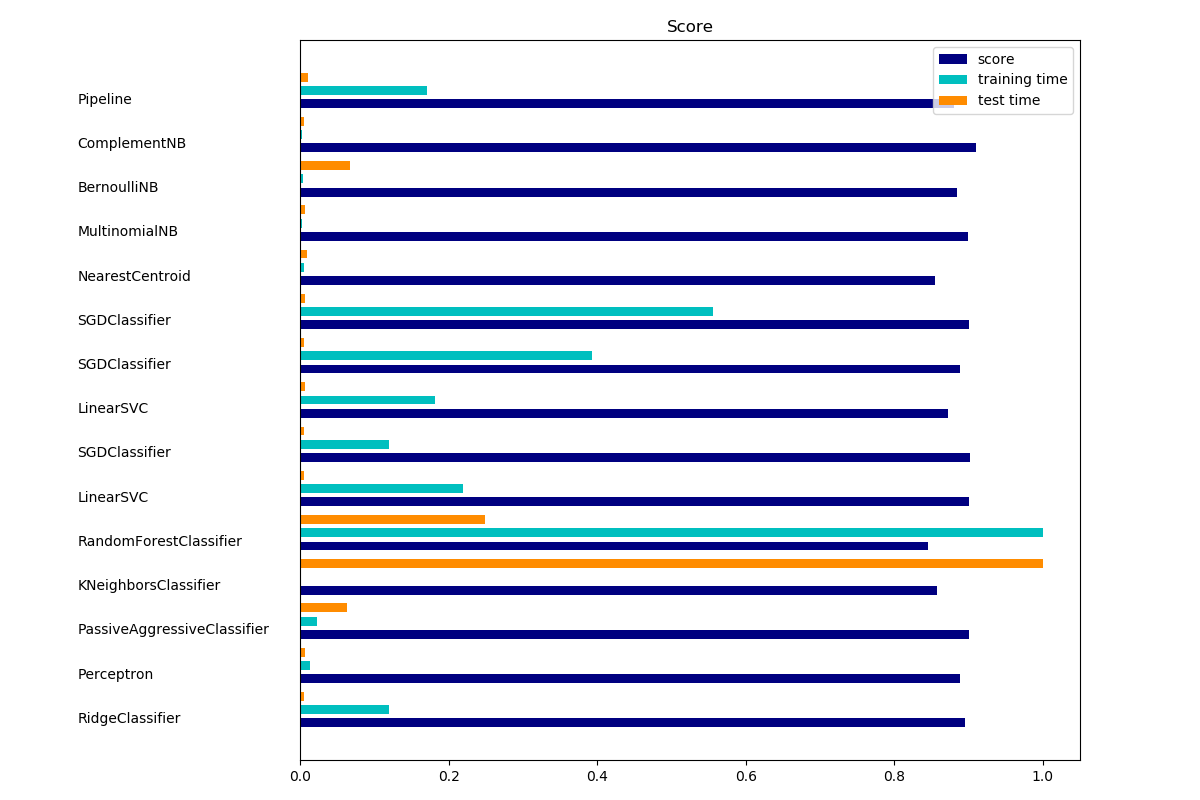 Score
score
training time
test time
Pipeline
ComplementNB
BernoulliNB
MultinomialNB
NearestCentroid
SGDClassifier
SGDClassifier
LinearSVC
SGDClassifier
LinearSVC
RandomForestClassifier
KNeighborsClassifier
PassiveAggressiveClassifier
Perceptron
RidgeClassifier
0.0 0.2 0.4 0.6 0.8 1.0